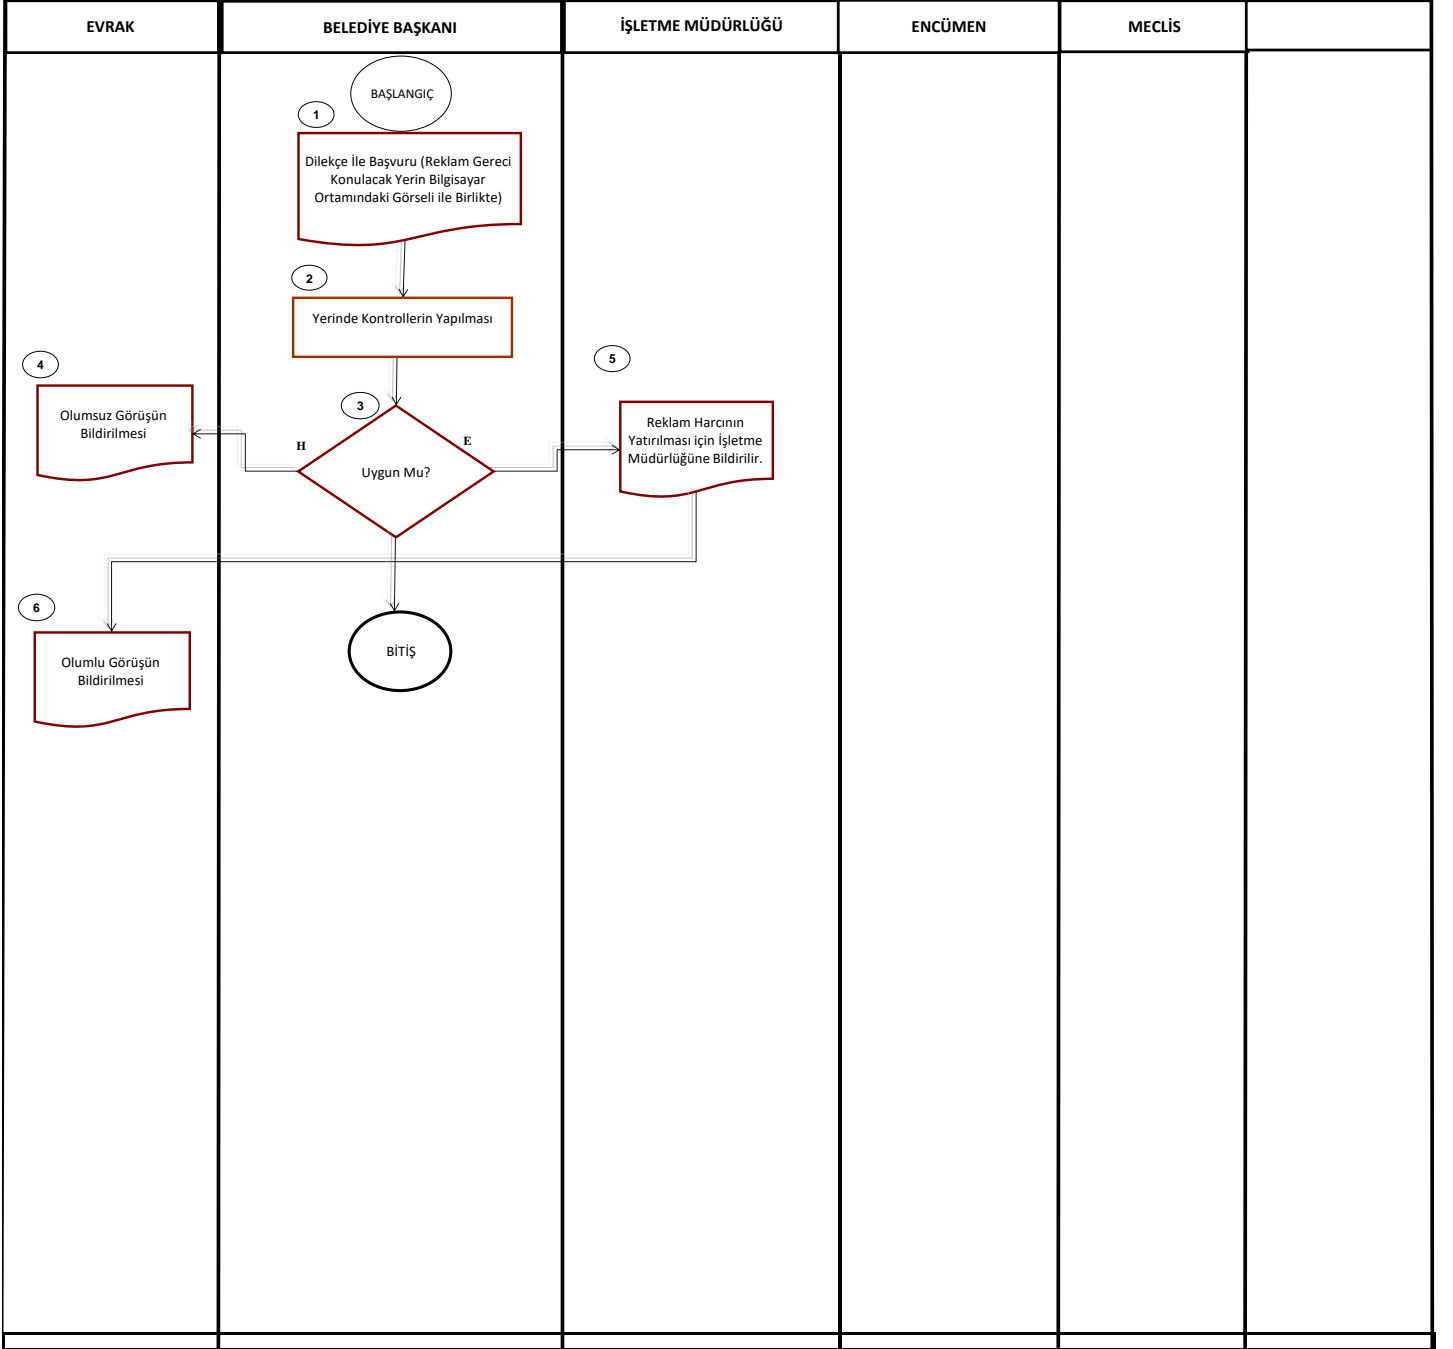 EVRAK
BELEDİYE BAŞKANI
İŞLETME MÜDÜRLÜĞÜ
ENCÜMEN
MECLİS
BAŞLANGIÇ
1
Dilekçe İle Başvuru (Reklam Gereci
Konulacak Yerin Bilgisayar
Ortamındaki Görseli ile Birlikte)
2
Yerinde Kontrollerin Yapılması
4
Olumsuz Görüşün
Bildirilmesi
3
H
E
Uygun Mu?
5
Reklam Harcının
Yatırılması için İşletme
Müdürlüğüne Bildirilir.
6
Olumlu Görüşün
Bildirilmesi
BİTİŞ